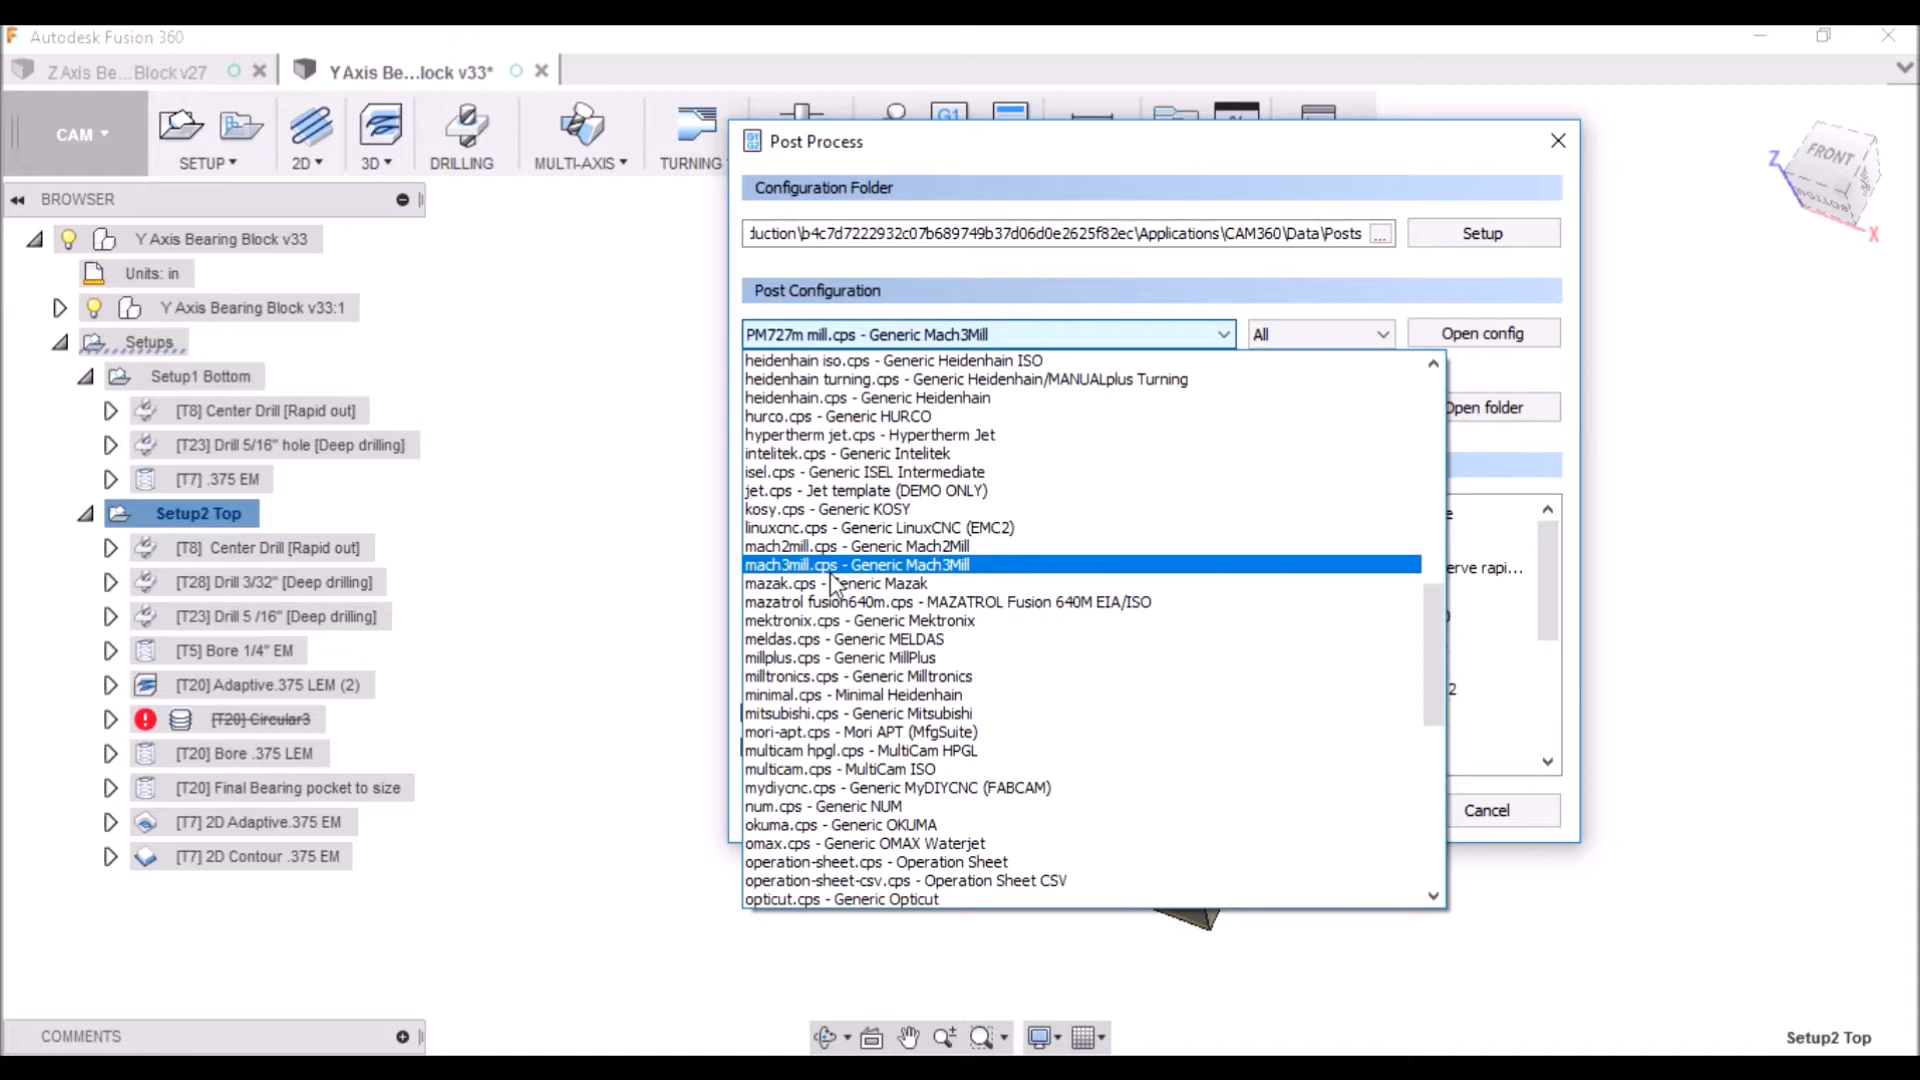 Autodesk Fusion 360
Z Axis Be...Block v27
Y Axis Be...lock v33*
CAM
SETUP
2D
3D
DRILLING
MULTI-AXIS
TURNING
BROWSER
Y Axis Bearing Block v33
Units: in
Y Axis Bearing Block v33:1
Setups
Setup1 Bottom
[T8] Center Drill [Rapid out]
[T23] Drill 5/16" hole [Deep drilling]
[T7] .375 EM
Setup2 Top
[T8] Center Drill [Rapid out]
[T28] Drill 3/32" [Deep drilling]
[T23] Drill 5 /16" [Deep drilling]
[T5] Bore 1/4" EM
[T20] Adaptive.375 LEM (2)
[T20] Circular3
[T20] Bore .375 LEM
[T20] Final Bearing pocket to size
[T7] 2D Adaptive.375 EM
[T7] 2D Contour .375 EM
COMMENTS
G1
G1
G2
Post Process
Configuration Folder
duction\b4c7d7222932c07b689749b37d06d0e2625f82ec\Applications\CAM360\Data\Posts
...
Setup
Post Configuration
PM727m mill.cps - Generic Mach3Mill
All
Open config
heidenhain iso.cps - Generic Heidenhain ISO
heidenhain turning.cps - Generic Heidenhain/MANUALplus Turning
heidenhain.cps - Generic Heidenhain
hurco.cps - Generic HURCO
hypertherm jet.cps - Hypertherm Jet
intelitek.cps - Generic Intelitek
isel.cps - Generic ISEL Intermediate
jet.cps - Jet template (DEMO ONLY)
kosy.cps - Generic KOSY
linuxcnc.cps - Generic LinuxCNC (EMC2)
mach2mill.cps - Generic Mach2Mill
mach3mill.cps - Generic Mach3Mill
mazak.cps - Generic Mazak
mazatrol fusion640m.cps - MAZATROL Fusion 640M EIA/ISO
mektronix.cps - Generic Mektronix
meldas.cps - Generic MELDAS
millplus.cps - Generic MillPlus
milltronics.cps - Generic Milltronics
minimal.cps - Minimal Heidenhain
mitsubishi.cps - Generic Mitsubishi
mori-apt.cps - Mori APT (MfgSuite)
multicam hpgl.cps - MultiCam HPGL
multicam.cps - MultiCam ISO
mydiycnc.cps - Generic MyDIYCNC (FABCAM)
num.cps - Generic NUM
okuma.cps - Generic OKUMA
omax.cps - Generic OMAX Waterjet
operation-sheet.cps - Operation Sheet
operation-sheet-csv.cps - Operation Sheet CSV
opticut.cps - Generic Opticut
Open folder
erve rapi...
2
Cancel
FRONT
BOTTOM
Z
X
Setup2 Top